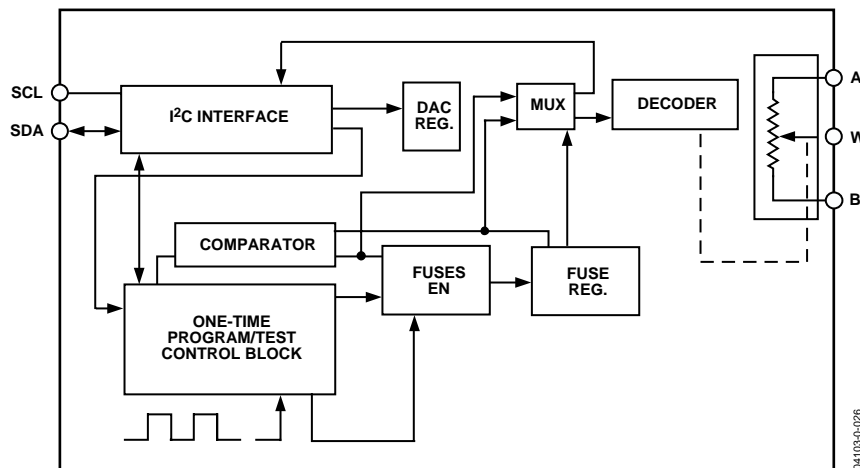 SCL
SDA
I2C INTERFACE
DAC
REG.
MUX
DECODER
A
W
B
COMPARATOR
FUSES
EN
FUSE
REG.
ONE-TIME
PROGRAM/TEST
CONTROL BLOCK
04103-0-026